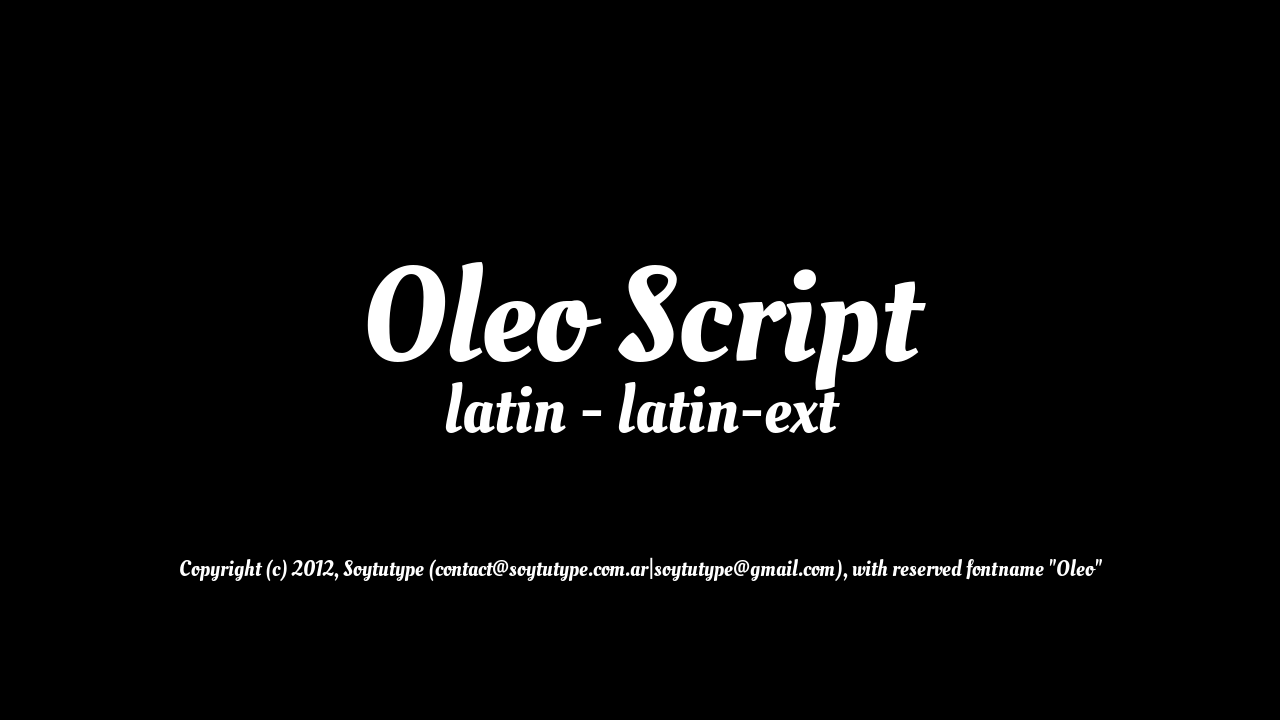 Oleo Script
latin - latin-ext
Copyright (c) 2012, Soytutype (contact@soytutype.com.ar|soytutype@gmail.com), with reserved fontname "Oleo"